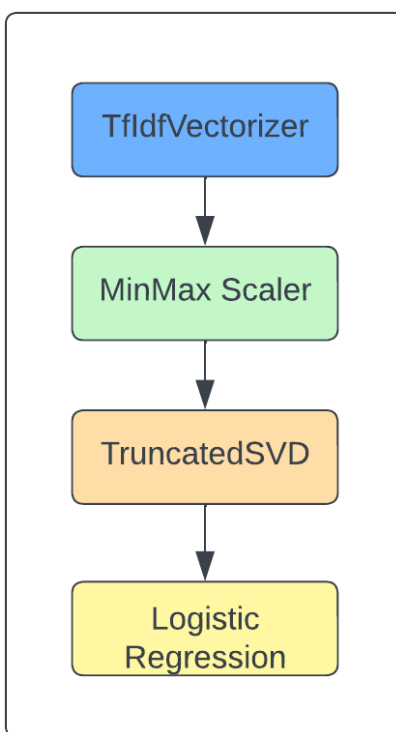 TfIdfVectorizer
MinMax Scaler
TruncatedSVD
Logistic
Regression